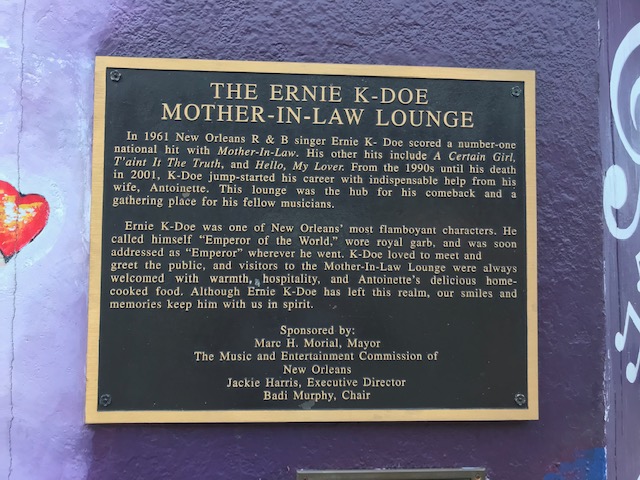 THE ERNIE K-DOE
MOTHER-IN-LAW LOUNGE
In 1961 New Orleans R & B singer Ernie K- Doe scored a number-one
national hit with Mother-In-Law. His other hits include A Certain Girl,
T'aint It The Truth, and Hello, My Lover. From the 1990s until his death
in 2001, K-Doe jump-started his career with indispensable help from his
wife, Antoinette. This lounge was the hub for his comeback and a
gathering place for his fellow musicians.
Ernie K-Doe was one of New Orleans' most flamboyant characters. He
called himself “Emperor of the World,” wore royal garb, and was soon
addressed as “Emperor” wherever he went. K-Doe loved to meet and
greet the public, and visitors to the Mother-In-Law Lounge were always
welcomed with warmth, hospitality, and Antoinette's delicious home-
cooked food. Although Ernie K-Doe has left this realm, our smiles and
memories keep him with us in spirit.
Sponsored by:
Marc H. Morial, Mayor
The Music and Entertainment Commission of
New Orleans
Jackie Harris, Executive Director
Badi Murphy, Chair